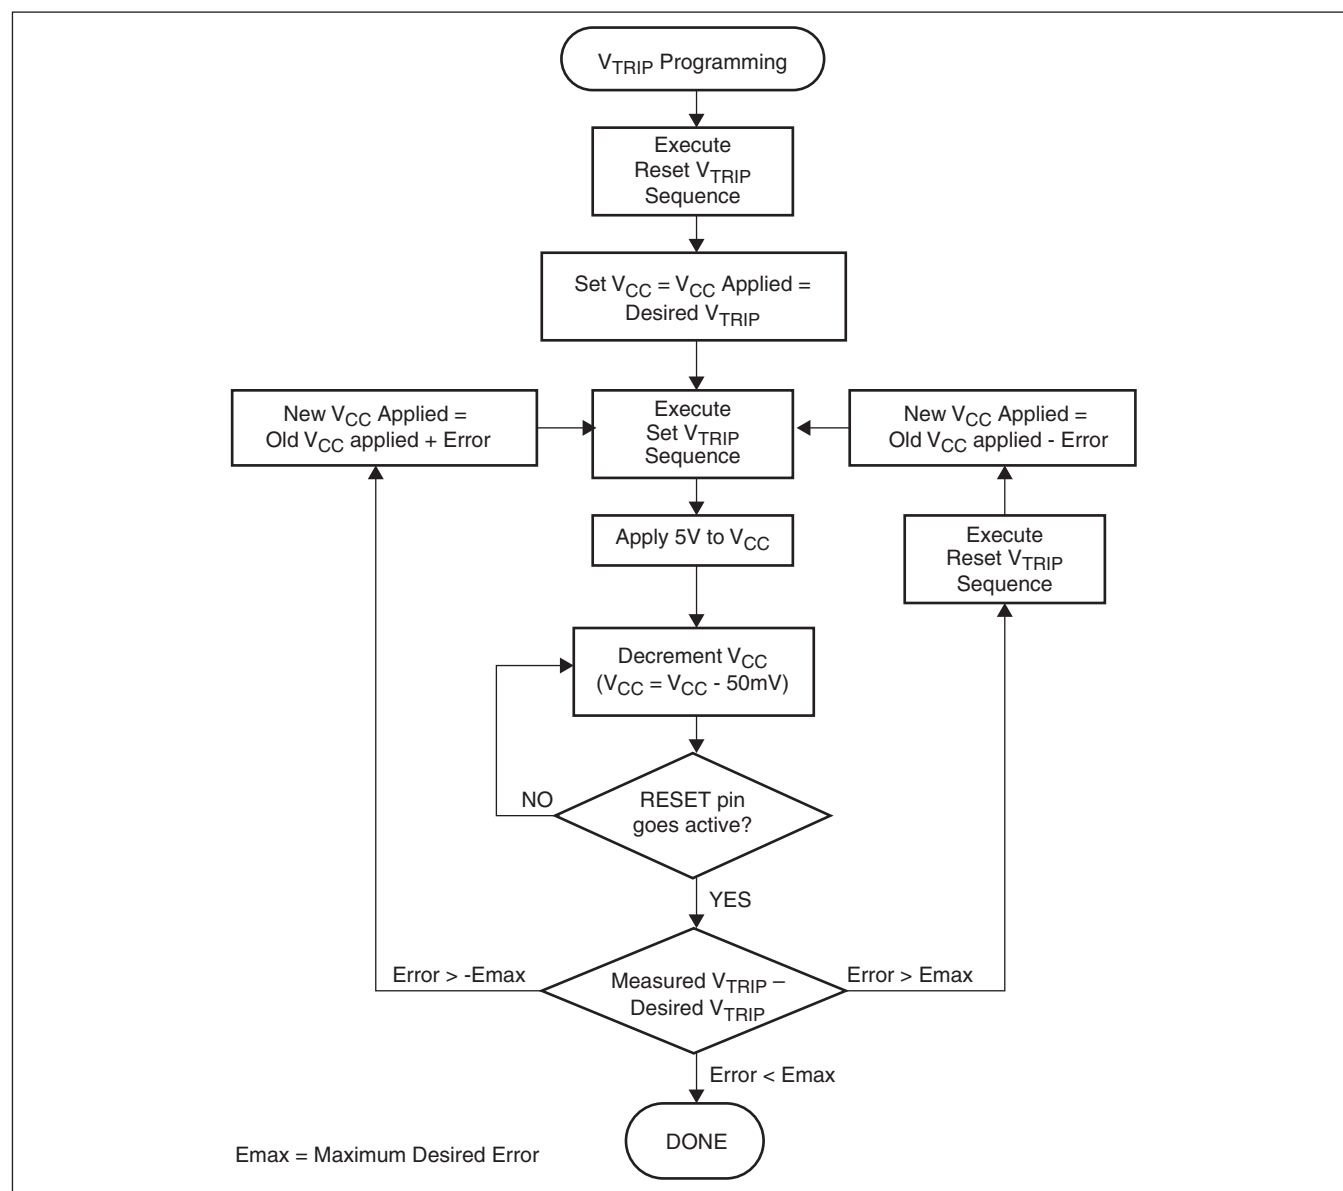 V_TRIP Programming
Execute
Reset V_TRIP
Sequence
Set V_CC = V_CC Applied =
Desired V_TRIP
New V_CC Applied =
Old V_CC applied + Error
Execute
Set V_TRIP
Sequence
New V_CC Applied =
Old V_CC applied - Error
Apply 5V to V_CC
Execute
Reset V_TRIP
Sequence
Decrement V_CC
(V_CC = V_CC - 50mV)
NO
RESET pin
goes active?
YES
Error > -Emax
Measured V_TRIP –
Desired V_TRIP
Error > Emax
Error < Emax
DONE
Emax = Maximum Desired Error